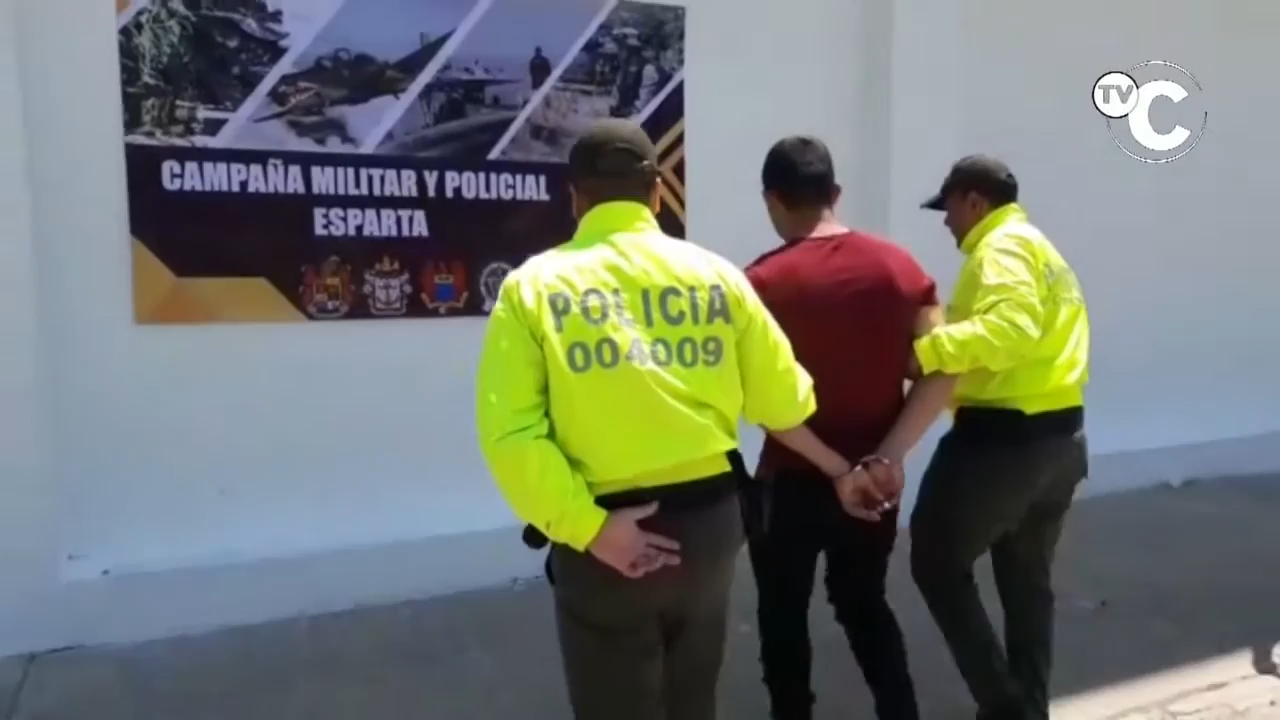 CAMPAÑA MILITAR Y POLICIAL
ESPARTA
POLICIA
004009
TV C